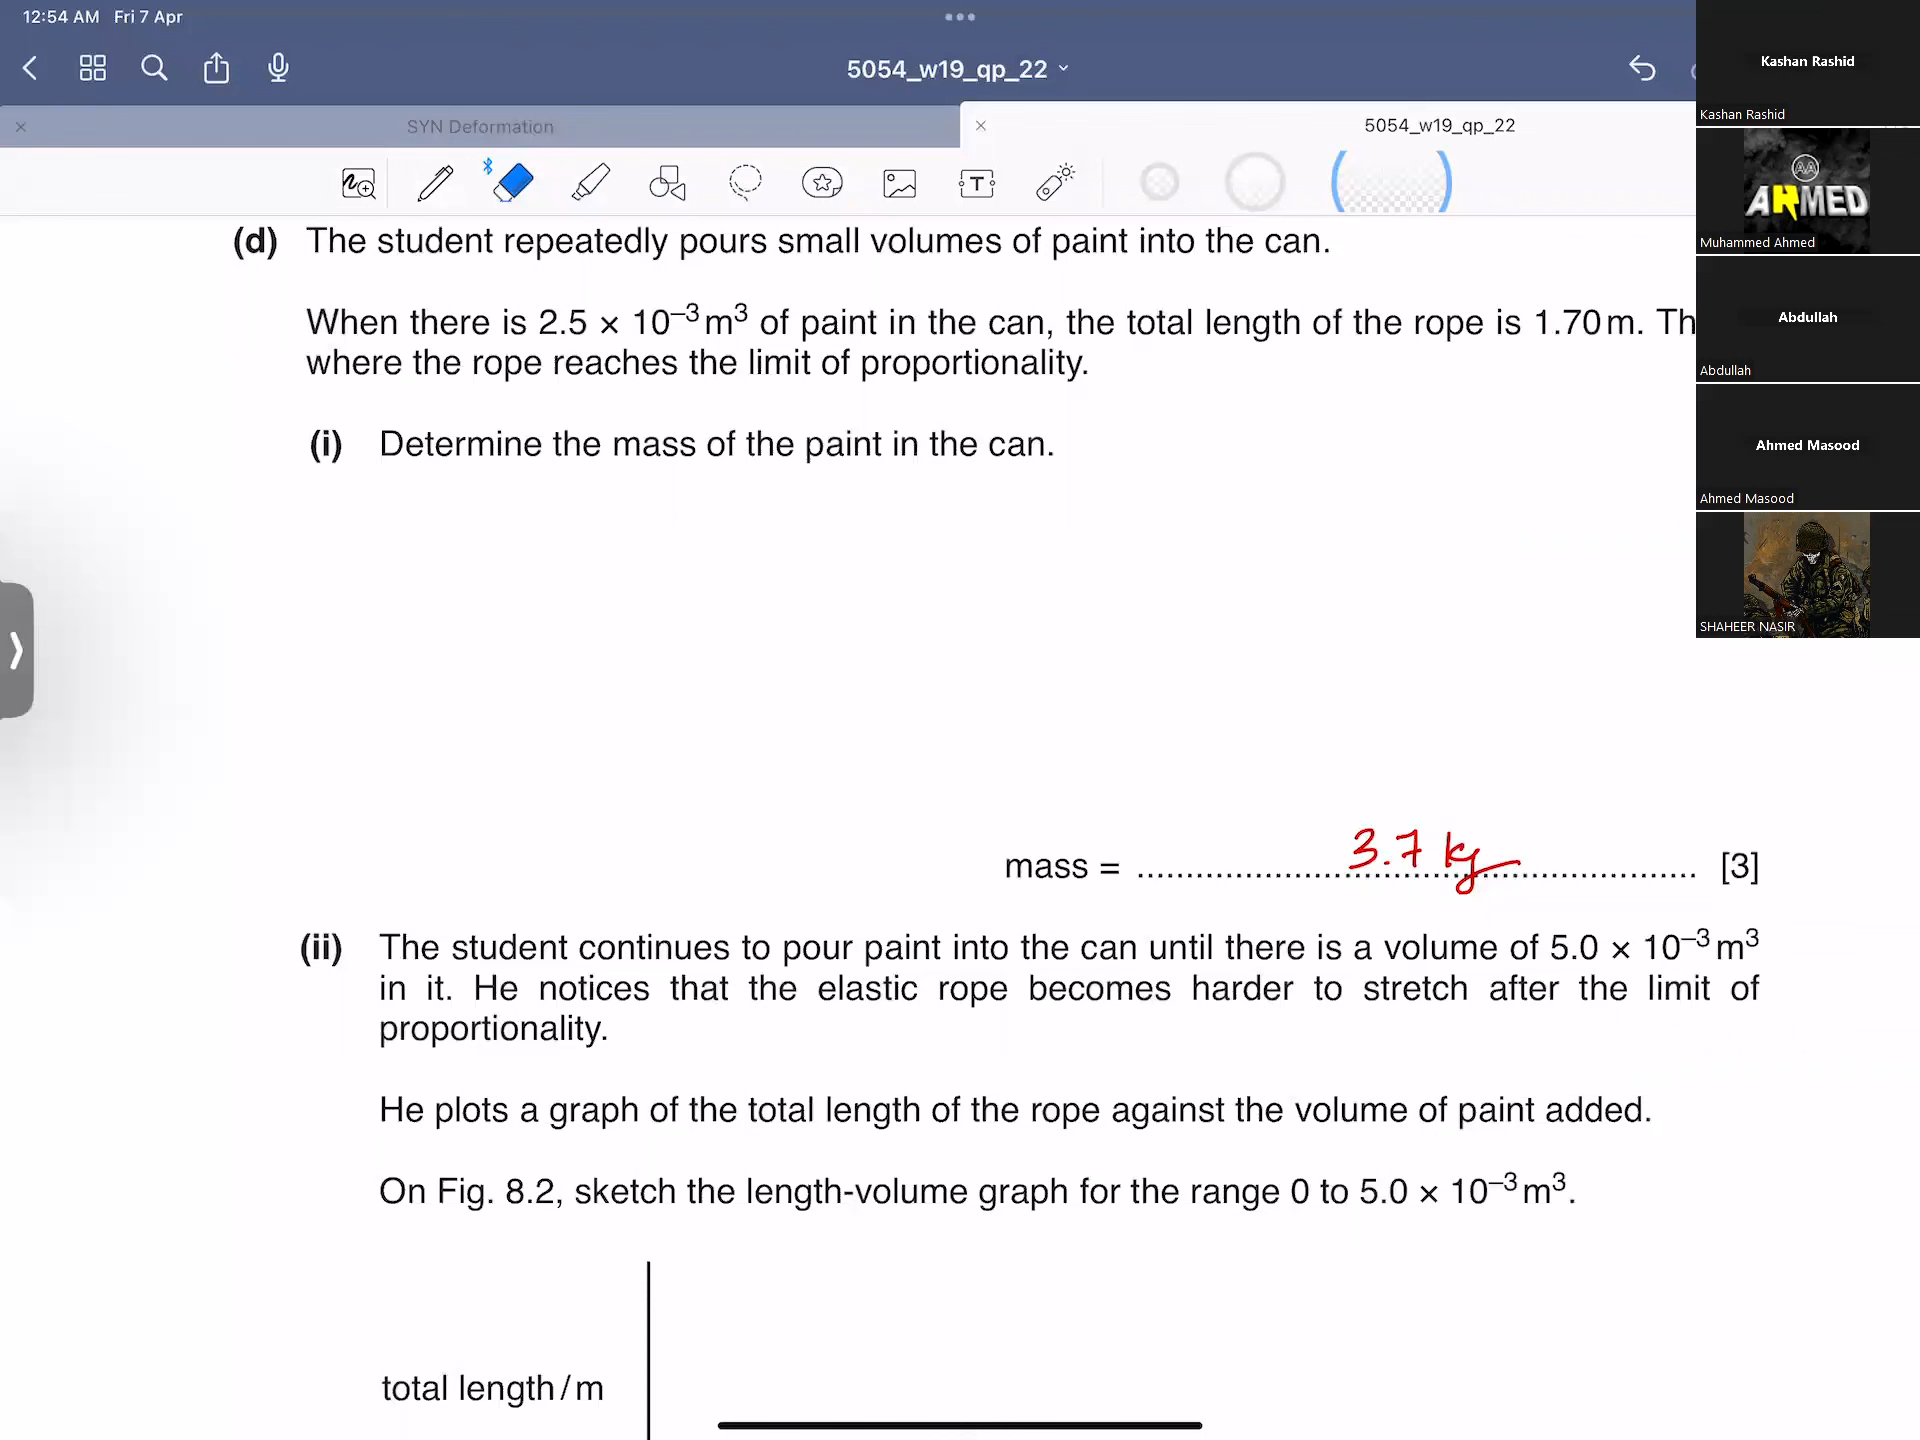 12:54 AM Fri 7 Apr
5054_w19_qp_22
SYN Deformation
5054_w19_qp_22
T
(d) The student repeatedly pours small volumes of paint into the can.
When there is 2.5 × 10⁻³ m³ of paint in the can, the total length of the rope is 1.70 m. Th
where the rope reaches the limit of proportionality.
(i) Determine the mass of the paint in the can.
mass = .......... 3.7 kg .......... [3]
(ii) The student continues to pour paint into the can until there is a volume of 5.0 × 10⁻³ m³
in it. He notices that the elastic rope becomes harder to stretch after the limit of
proportionality.
He plots a graph of the total length of the rope against the volume of paint added.
On Fig. 8.2, sketch the length-volume graph for the range 0 to 5.0 × 10⁻³ m³.
total length / m
Kashan Rashid
Kashan Rashid
AA
ARMED
Muhammed Ahmed
Abdullah
Abdullah
Ahmed Masood
Ahmed Masood
SHAHEER NASIR